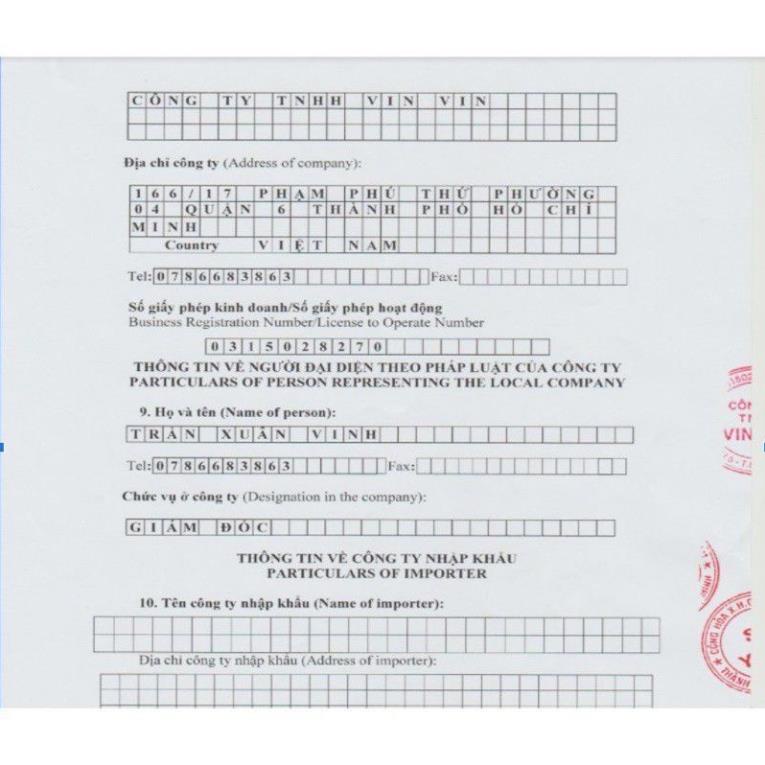 CÔNG TY TNHH VIN VIN
Địa chỉ công ty (Address of company):
166/17 PHẠM PHÚ THỨ PHƯỜNG
04 QUẬN 6 THÀNH PHỐ HỒ CHÍ
MINH
Country VIỆT NAM
Tel: 0786683863 Fax:
Số giấy phép kinh doanh/Số giấy phép hoạt động
Business Registration Number/License to Operate Number
0315028270
THÔNG TIN VỀ NGƯỜI ĐẠI DIỆN THEO PHÁP LUẬT CỦA CÔNG TY
PARTICULARS OF PERSON REPRESENTING THE LOCAL COMPANY
9. Họ và tên (Name of person):
TRẦN XUÂN VINH
Tel: 0786683863 Fax:
Chức vụ ở công ty (Designation in the company):
GIÁM ĐỐC
THÔNG TIN VỀ CÔNG TY NHẬP KHẨU
PARTICULARS OF IMPORTER
10. Tên công ty nhập khẩu (Name of importer):
Địa chỉ công ty nhập khẩu (Address of importer):
VIN
CỘNG HÒA X.H.C